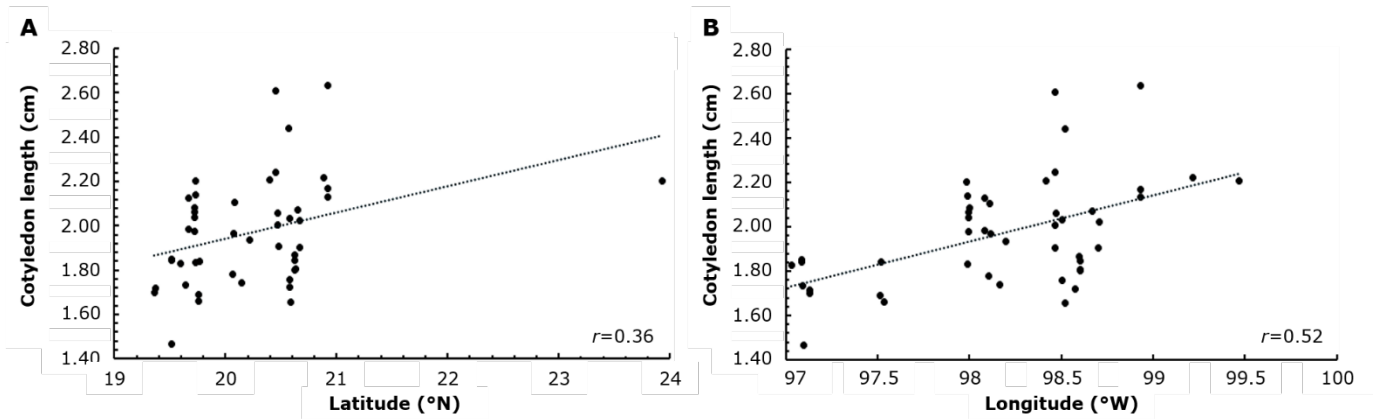 A
Cotyledon length (cm)
2.80
2.60
2.40
2.20
2.00
1.80
1.60
1.40
r=0.36
19 20 21 22 23 24
Latitude (°N)
B
Cotyledon length (cm)
2.80
2.60
2.40
2.20
2.00
1.80
1.60
1.40
r=0.52
97 97.5 98 98.5 99 99.5 100
Longitude (°W)